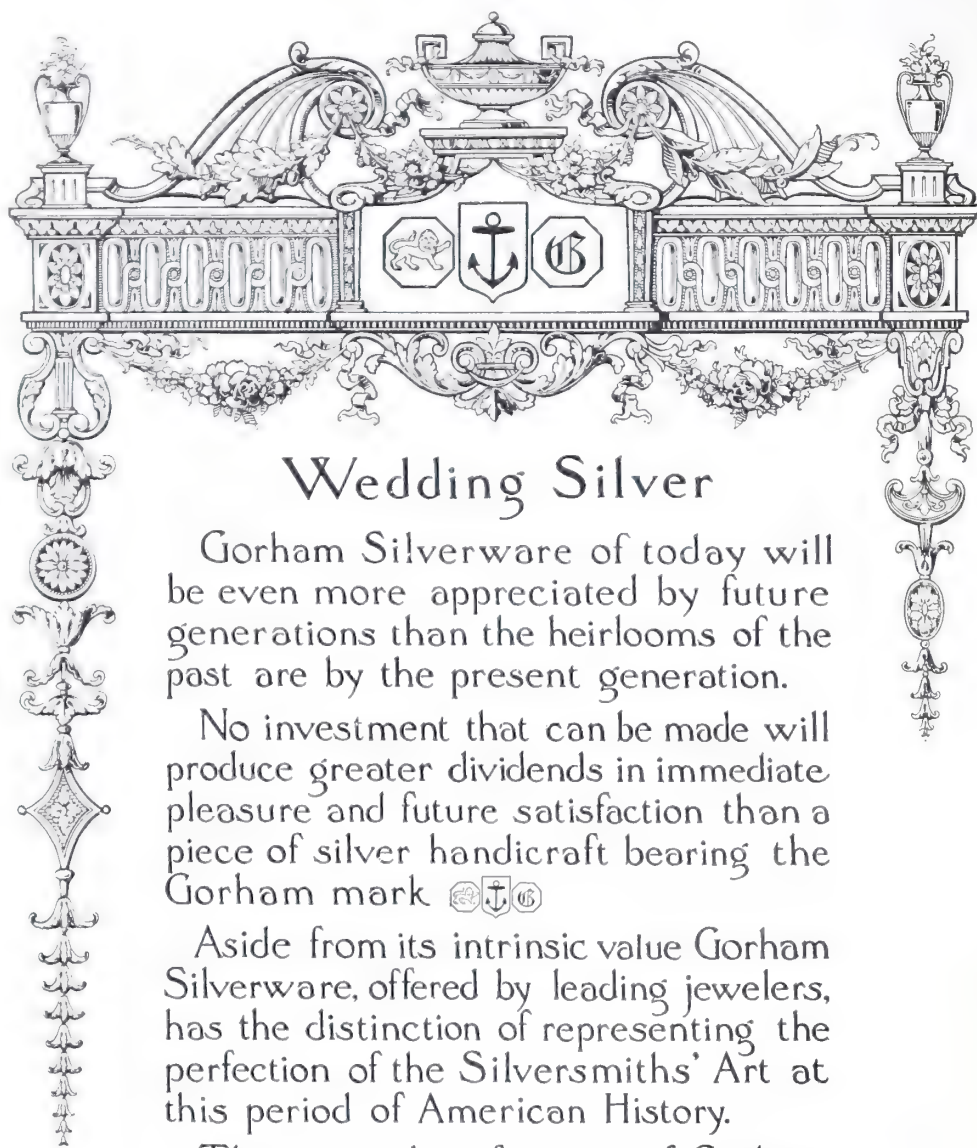 G
Wedding Silver
Gorham Silverware of today will
be even more appreciated by future
generations than the heirlooms of the
past are by the present generation.
No investment that can be made will
produce greater dividends in immediate
pleasure and future satisfaction than a
piece of silver handicraft bearing the
Gorham mark G
Aside from its intrinsic value Gorham
Silverware, offered by leading jewelers,
has the distinction of representing the
perfection of the Silversmiths' Art at
this period of American History.